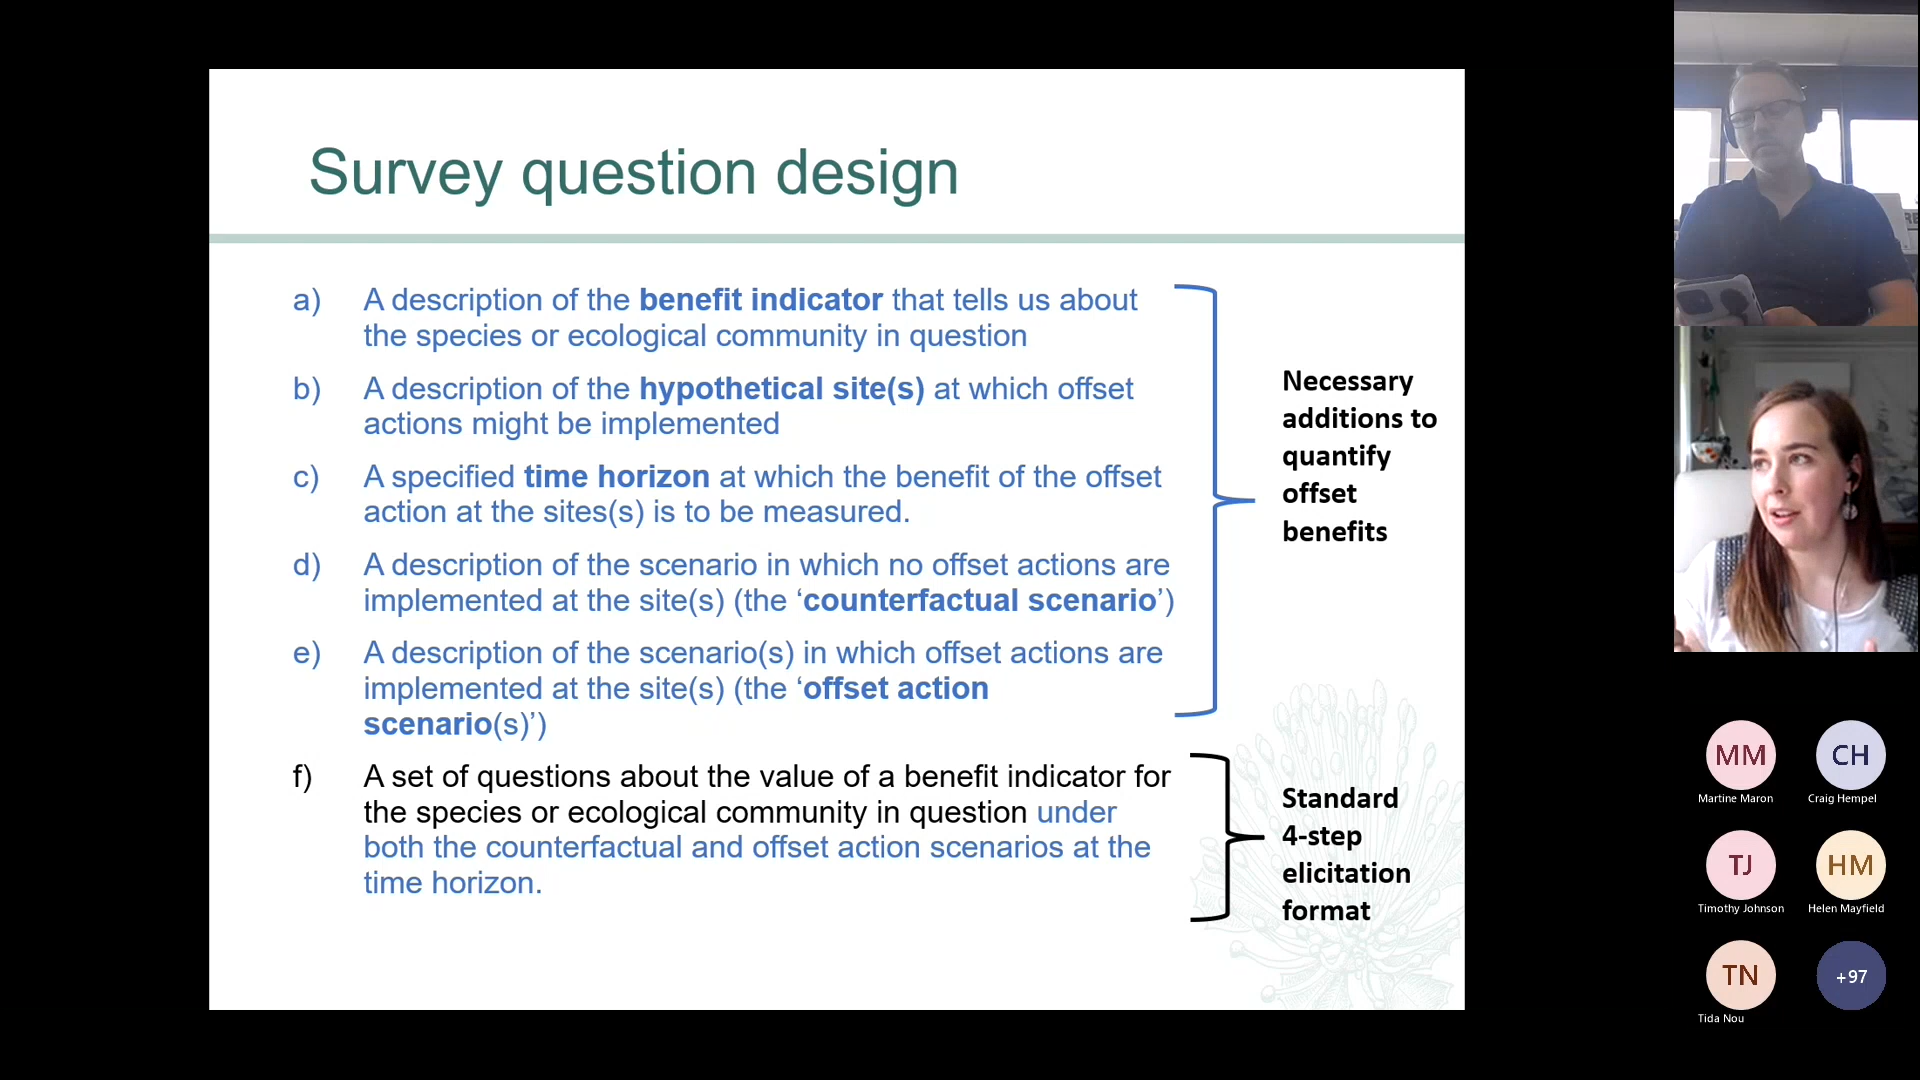 Survey question design
a) A description of the benefit indicator that tells us about
the species or ecological community in question
b) A description of the hypothetical site(s) at which offset
actions might be implemented
c) A specified time horizon at which the benefit of the offset
action at the sites(s) is to be measured.
d) A description of the scenario in which no offset actions are
implemented at the site(s) (the ‘counterfactual scenario’)
e) A description of the scenario(s) in which offset actions are
implemented at the site(s) (the ‘offset action
scenario(s)’)
f) A set of questions about the value of a benefit indicator for
the species or ecological community in question under
both the counterfactual and offset action scenarios at the
time horizon.
Necessary
additions to
quantify
offset
benefits
Standard
4-step
elicitation
format
RE
MM
Martine Maron
CH
Craig Hempel
TJ
Timothy Johnson
HM
Helen Mayfield
TN
Tida Nou
+97